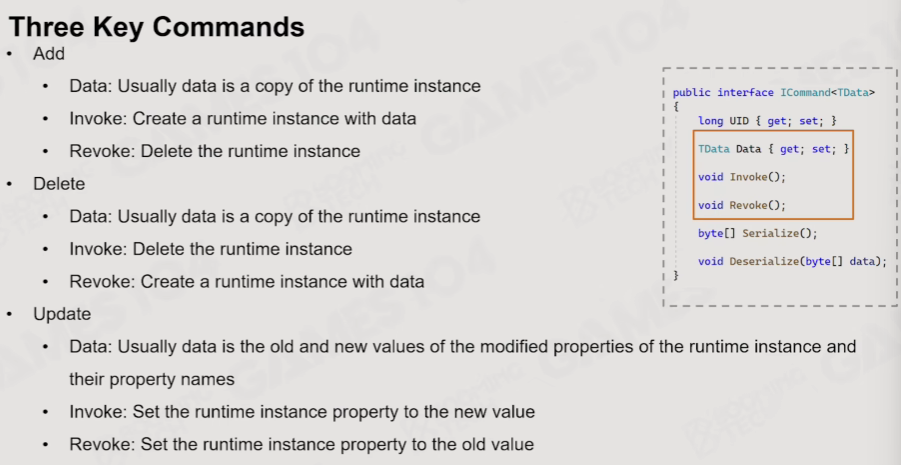 Three Key Commands
• Add
• Data: Usually data is a copy of the runtime instance
• Invoke: Create a runtime instance with data
• Revoke: Delete the runtime instance
• Delete
• Data: Usually data is a copy of the runtime instance
• Invoke: Delete the runtime instance
• Revoke: Create a runtime instance with data
• Update
• Data: Usually data is the old and new values of the modified properties of the runtime instance and
their property names
• Invoke: Set the runtime instance property to the new value
• Revoke: Set the runtime instance property to the old value
public interface ICommand<TData>
{
long UID { get; set; }
TData Data { get; set; }
void Invoke();
void Revoke();
byte[] Serialize();
void Deserialize(byte[] data);
}
GAMES104